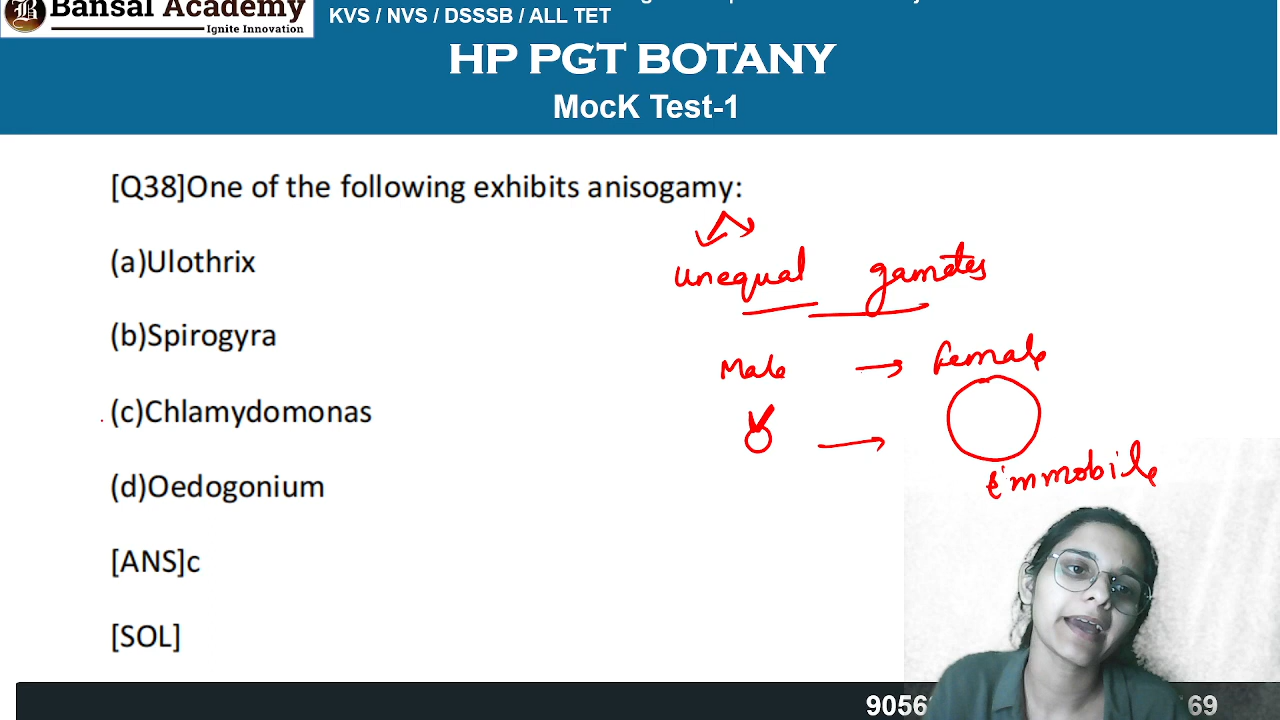 Bansal Academy
Ignite Innovation
KVS / NVS / DSSSB / ALL TET
HP PGT BOTANY
MocK Test-1
[Q38]One of the following exhibits anisogamy:
unequal gametes
(a)Ulothrix
(b)Spirogyra
Male → Female
(c)Chlamydomonas
immobile
(d)Oedogonium
[ANS]c
[SOL]
9056
69